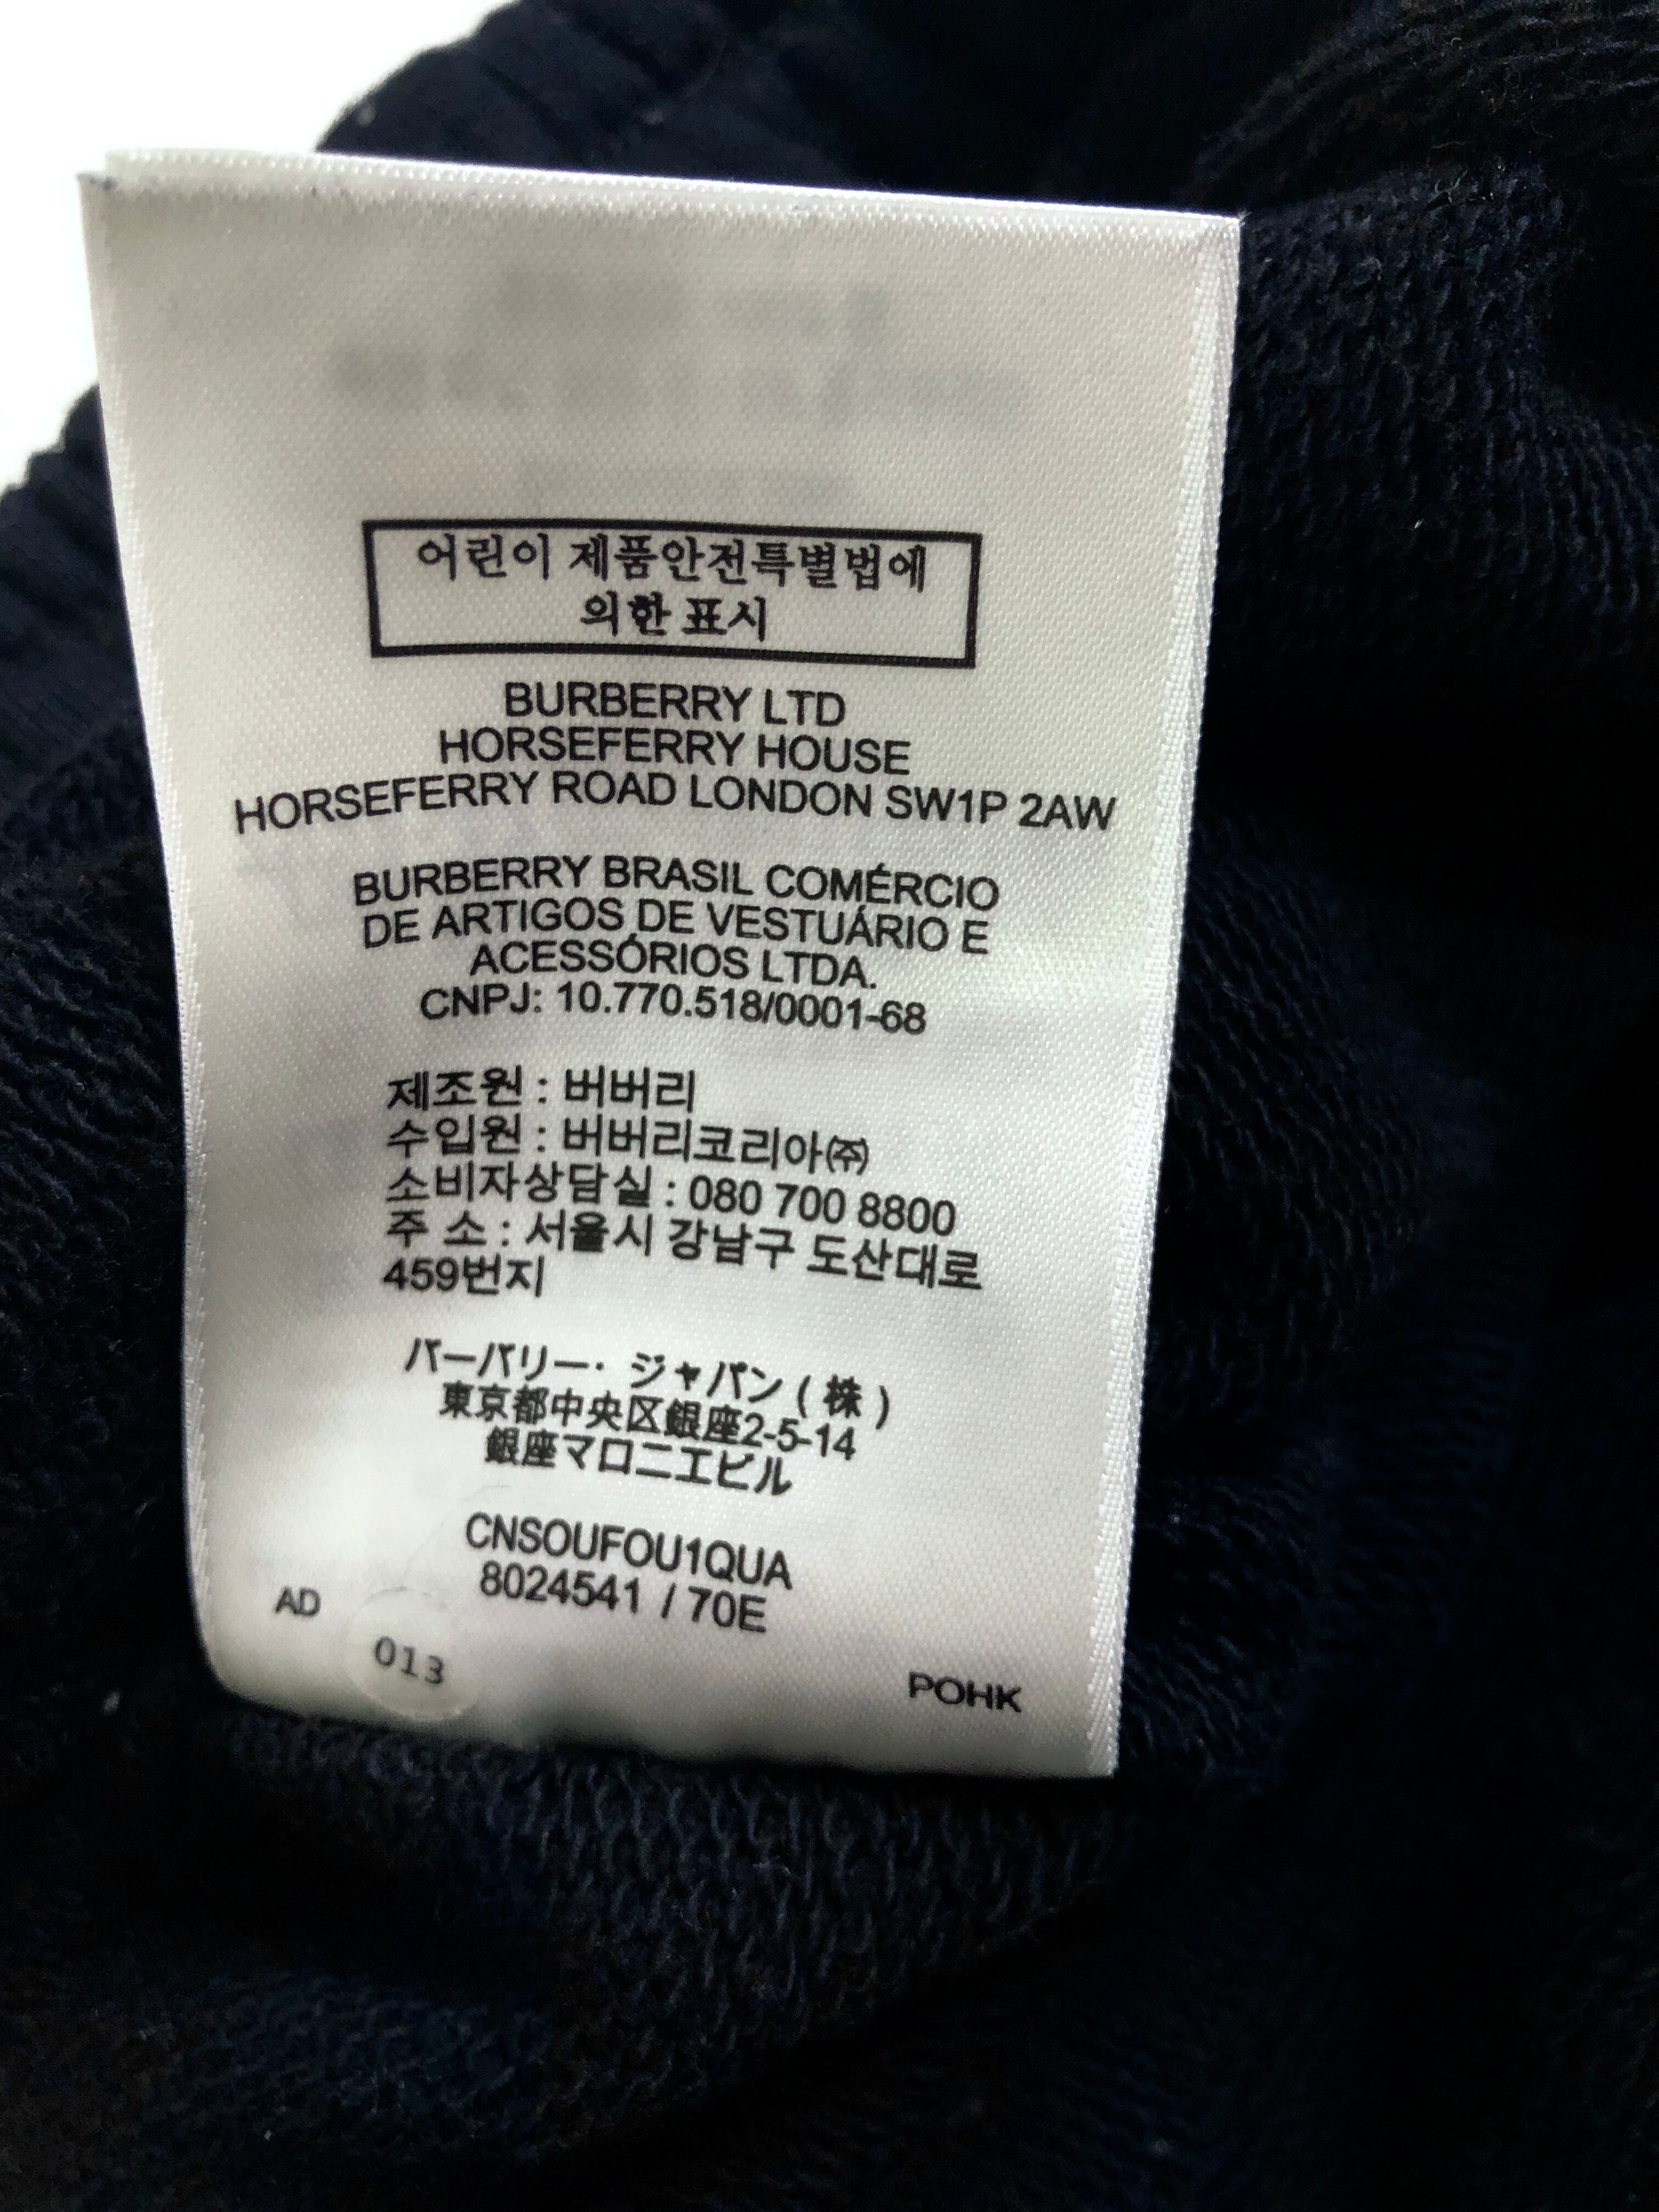 어린이 제품안전특별법에
의한 표시
BURBERRY LTD
HORSEFERRY HOUSE
HORSEFERRY ROAD LONDON SW1P 2AW
BURBERRY BRASIL COMÉRCIO
DE ARTIGOS DE VESTUÁRIO E
ACESSÓRIOS LTDA.
CNPJ: 10.770.518/0001-68
제조원 : 버버리
수입원 : 버버리코리아㈜
소비자상담실 : 080 700 8800
주 소 : 서울시 강남구 도산대로
459번지
バーバリー・ジャパン ( 株 )
東京都中央区銀座2-5-14
銀座マロニエビル
CNSOUFOU1QUA
8024541 / 70E
AD
013
POHK